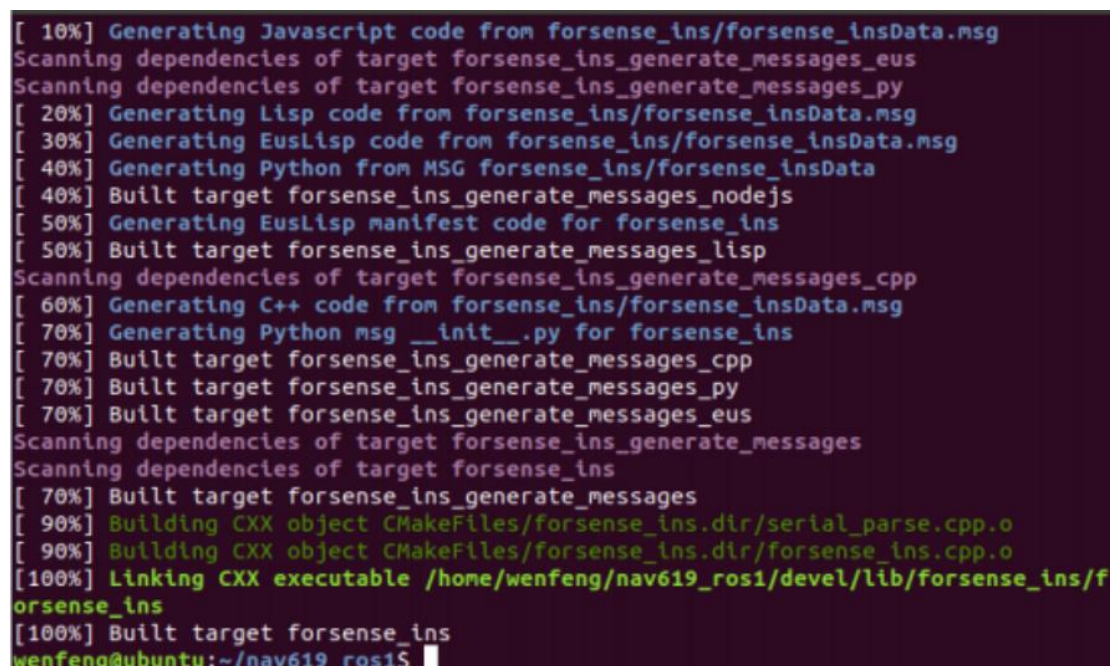 [ 10%] Generating Javascript code from forsense_ins/forsense_insData.msg
Scanning dependencies of target forsense_ins_generate_messages_eus
Scanning dependencies of target forsense_ins_generate_messages_py
[ 20%] Generating Lisp code from forsense_ins/forsense_insData.msg
[ 30%] Generating EusLisp code from forsense_ins/forsense_insData.msg
[ 40%] Generating Python from MSG forsense_ins/forsense_insData
[ 40%] Built target forsense_ins_generate_messages_nodejs
[ 50%] Generating EusLisp manifest code for forsense_ins
[ 50%] Built target forsense_ins_generate_messages_lisp
Scanning dependencies of target forsense_ins_generate_messages_cpp
[ 60%] Generating C++ code from forsense_ins/forsense_insData.msg
[ 70%] Generating Python msg __init__.py for forsense_ins
[ 70%] Built target forsense_ins_generate_messages_cpp
[ 70%] Built target forsense_ins_generate_messages_py
[ 70%] Built target forsense_ins_generate_messages_eus
Scanning dependencies of target forsense_ins_generate_messages
Scanning dependencies of target forsense_ins
[ 70%] Built target forsense_ins_generate_messages
[ 90%] Building CXX object CMakeFiles/forsense_ins.dir/serial_parse.cpp.o
[ 90%] Building CXX object CMakeFiles/forsense_ins.dir/forsense_ins.cpp.o
[100%] Linking CXX executable /home/wenfeng/nav619_ros1/devel/lib/forsense_ins/f
orsense_ins
[100%] Built target forsense_ins
wenfeng@ubuntu:~/nav619_ros1$